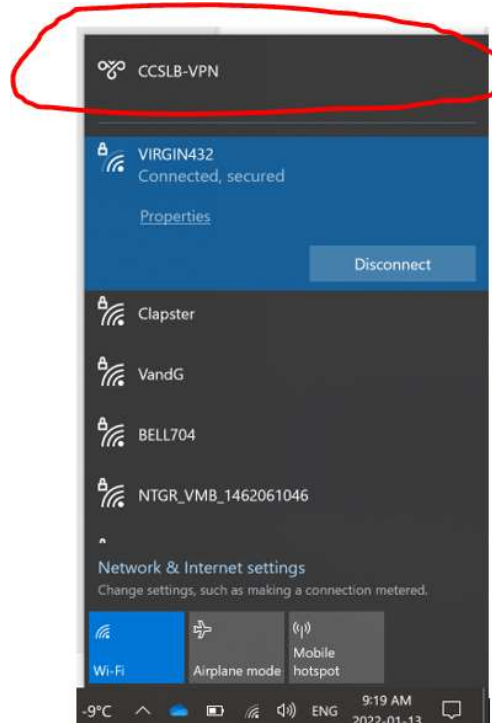 CCSLB-VPN
VIRGIN432
Connected, secured
Properties
Disconnect
Clapster
VandG
BELL704
NTGR_VMB_1462061046
Network & Internet settings
Change settings, such as making a connection metered.
Wi-Fi
Airplane mode
Mobile
hotspot
-9°C
ENG
9:19 AM
2022-01-13